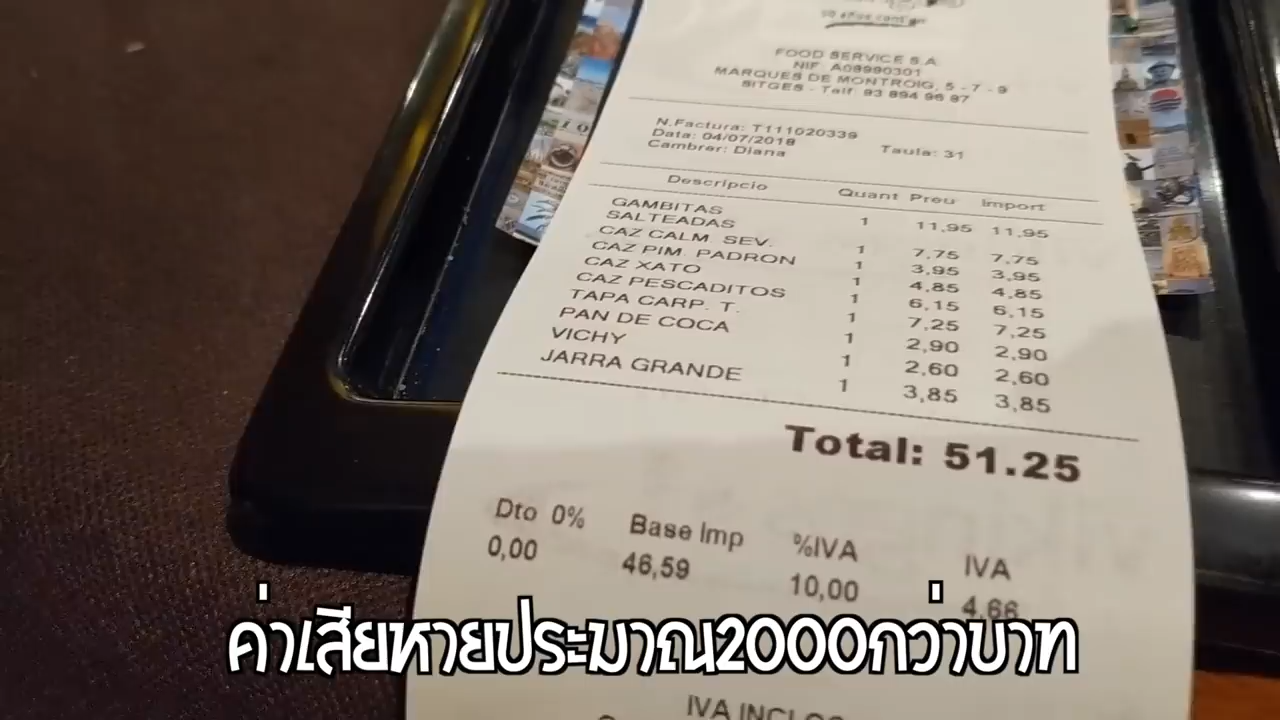 FOOD SERVICE S.A.
NIF. A08990301
MARQUES DE MONTROIG, 5 - 7 - 9
SITGES - Telf: 93 894 96 87
N.Factura: T111020339
Data: 04/07/2018
Cambrer: Diana Taula: 31
Descripcio Quant Preu Import
GAMBITAS
SALTEADAS 1 11,95 11,95
CAZ CALM. SEV. 1 7,75 7,75
CAZ PIM. PADRON 1 3,95 3,95
CAZ XATO 1 4,85 4,85
CAZ PESCADITOS 1 6,15 6,15
TAPA CARP. T. 1 7,25 7,25
PAN DE COCA 1 2,90 2,90
VICHY 1 2,60 2,60
JARRA GRANDE 1 3,85 3,85
Total: 51.25
Dto 0% Base Imp %IVA IVA
0,00 46,59 10,00 4,66
ค่าเสียหายประมาณ2000กว่าบาท
IVA INCLOS